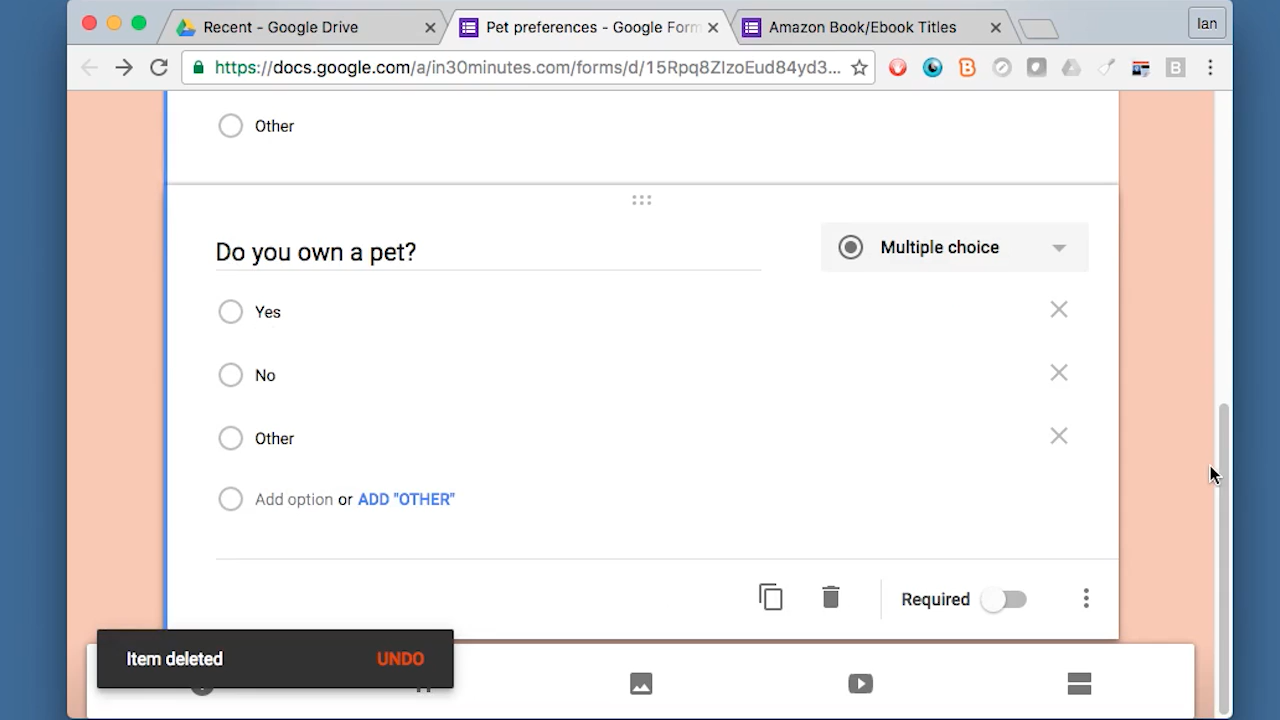 Recent - Google Drive
Pet preferences - Google Form
Amazon Book/Ebook Titles
Ian
https://docs.google.com/a/in30minutes.com/forms/d/15Rpq8ZIzoEud84yd3...
Other
Do you own a pet?
Multiple choice
Yes
No
Other
Add option or ADD "OTHER"
Required
Item deleted
UNDO